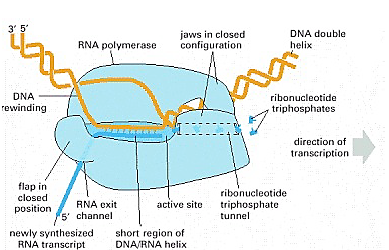 3' 5'
RNA polymerase
jaws in closed
configuration
DNA double
helix
DNA
rewinding
ribonucleotide
triphosphates
direction of
transcription
flap in
closed
position
RNA exit
channel
active site
ribonucleotide
triphosphate
tunnel
5'
newly synthesized
RNA transcript
short region of
DNA/RNA helix